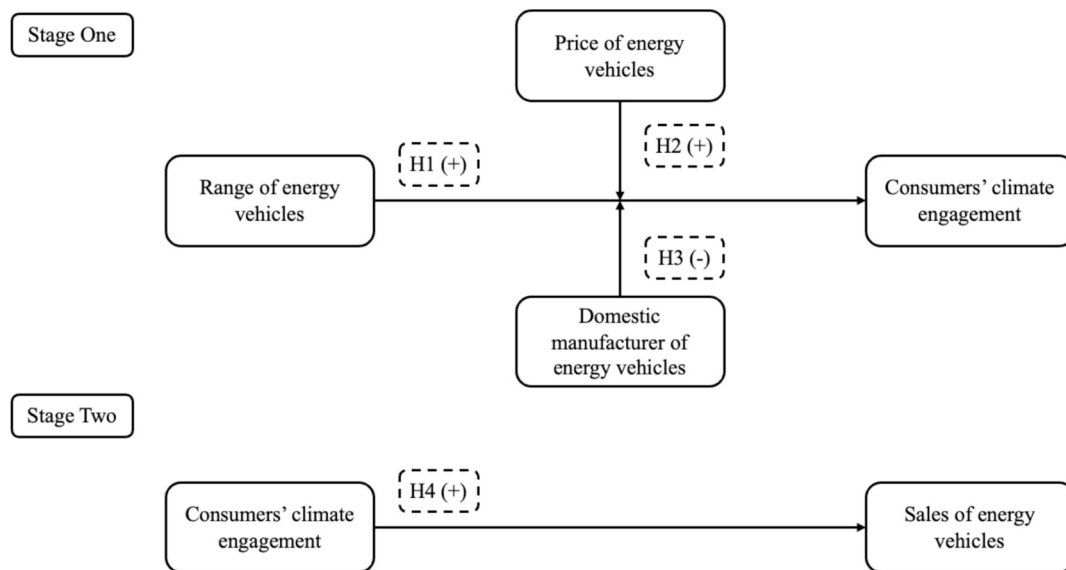 Stage One
Price of energy
vehicles
H1 (+)
H2 (+)
Range of energy
vehicles
Consumers’ climate
engagement
H3 (-)
Domestic
manufacturer of
energy vehicles
Stage Two
H4 (+)
Consumers’ climate
engagement
Sales of energy
vehicles